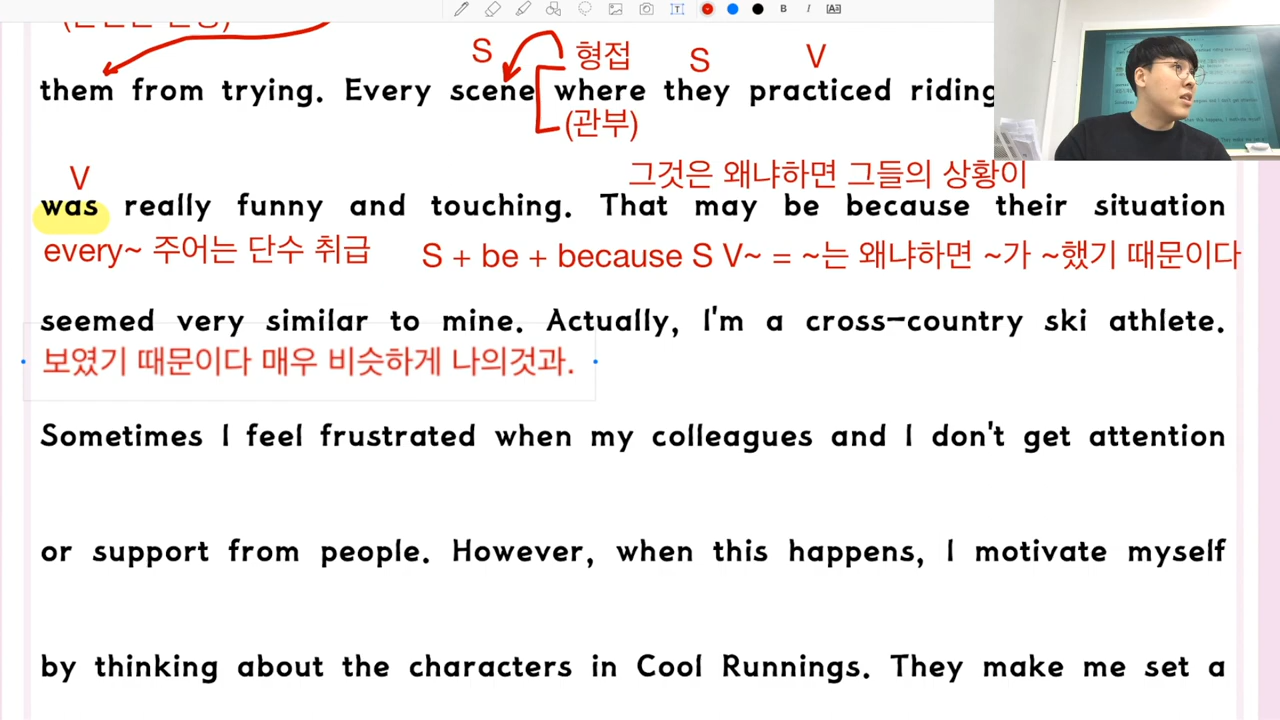 S 형접 S V
them from trying. Every scene where they practiced riding
(관부)
V 그것은 왜냐하면 그들의 상황이
was really funny and touching. That may be because their situation
every~ 주어는 단수 취급 S + be + because S V~ = ~는 왜냐하면 ~가 ~했기 때문이다
seemed very similar to mine. Actually, I'm a cross-country ski athlete.
보였기 때문이다 매우 비슷하게 나의것과.
Sometimes I feel frustrated when my colleagues and I don't get attention
or support from people. However, when this happens, I motivate myself
by thinking about the characters in Cool Runnings. They make me set a